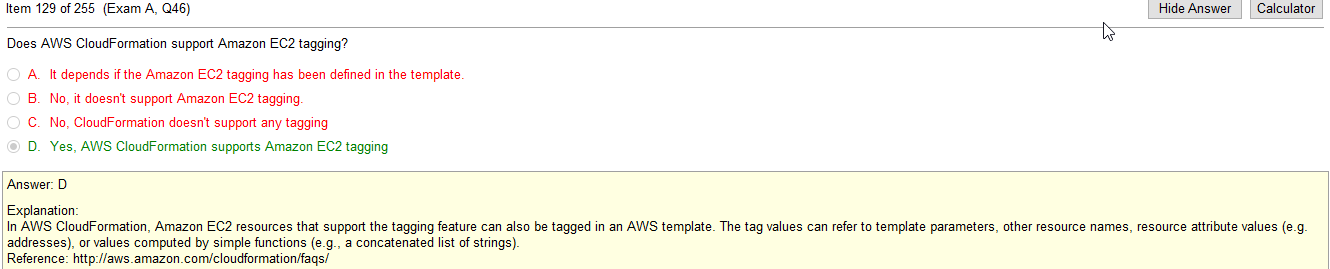 Item 129 of 255 (Exam A, Q46)
Hide Answer
Calculator
Does AWS CloudFormation support Amazon EC2 tagging?
A. It depends if the Amazon EC2 tagging has been defined in the template.
B. No, it doesn't support Amazon EC2 tagging.
C. No, CloudFormation doesn't support any tagging
D. Yes, AWS CloudFormation supports Amazon EC2 tagging
Answer: D
Explanation:
In AWS CloudFormation, Amazon EC2 resources that support the tagging feature can also be tagged in an AWS template. The tag values can refer to template parameters, other resource names, resource attribute values (e.g.
addresses), or values computed by simple functions (e.g., a concatenated list of strings).
Reference: http://aws.amazon.com/cloudformation/faqs/